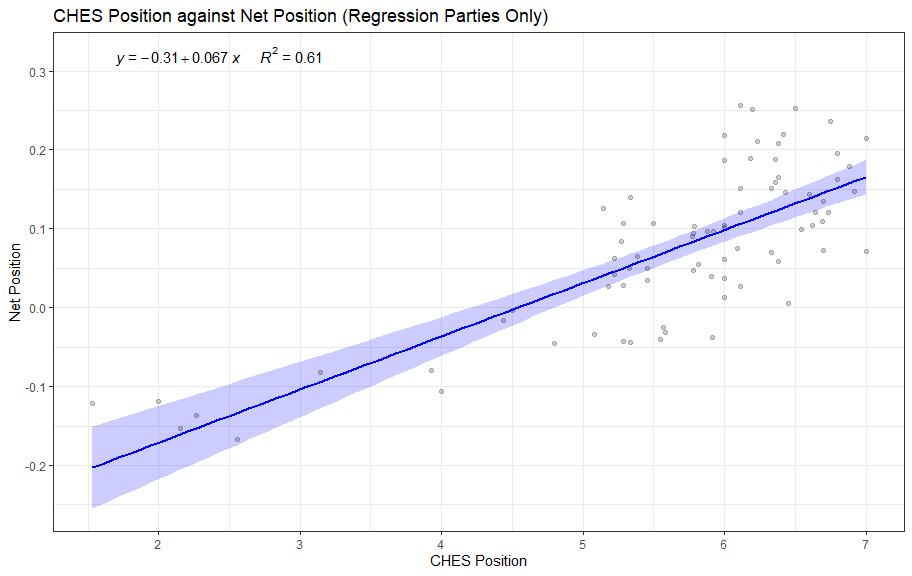 CHES Position against Net Position (Regression Parties Only)
y = −0.31 + 0.067 x R² = 0.61
0.3
0.2
0.1
0.0
-0.1
-0.2
Net Position
2 3 4 5 6 7
CHES Position